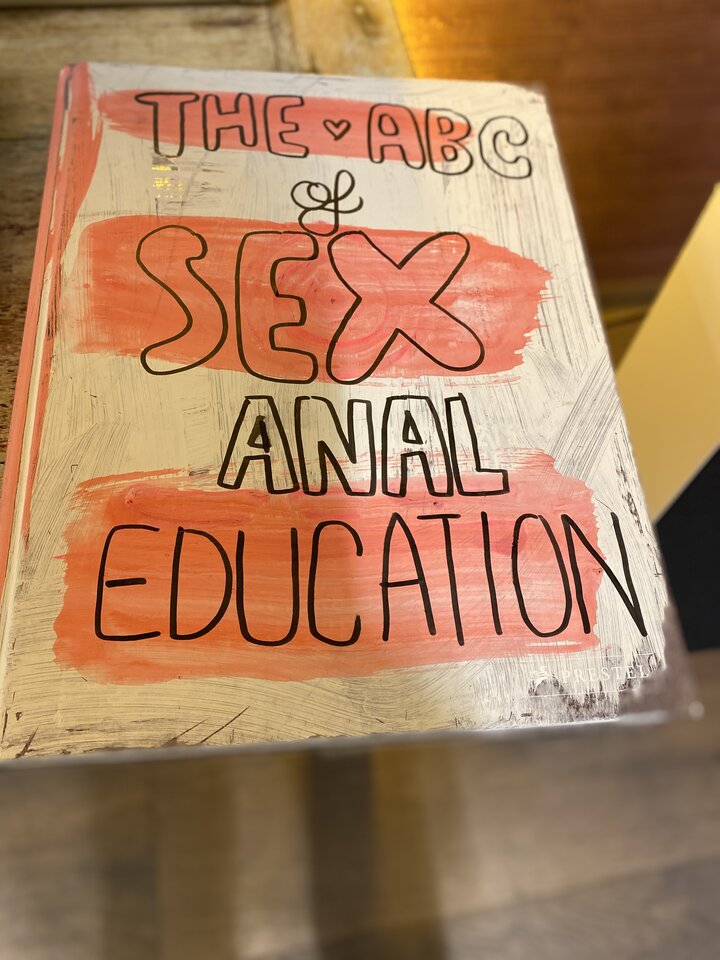 THE ♥ ABC
of
SEX
ANAL
EDUCATION
PRESTEL